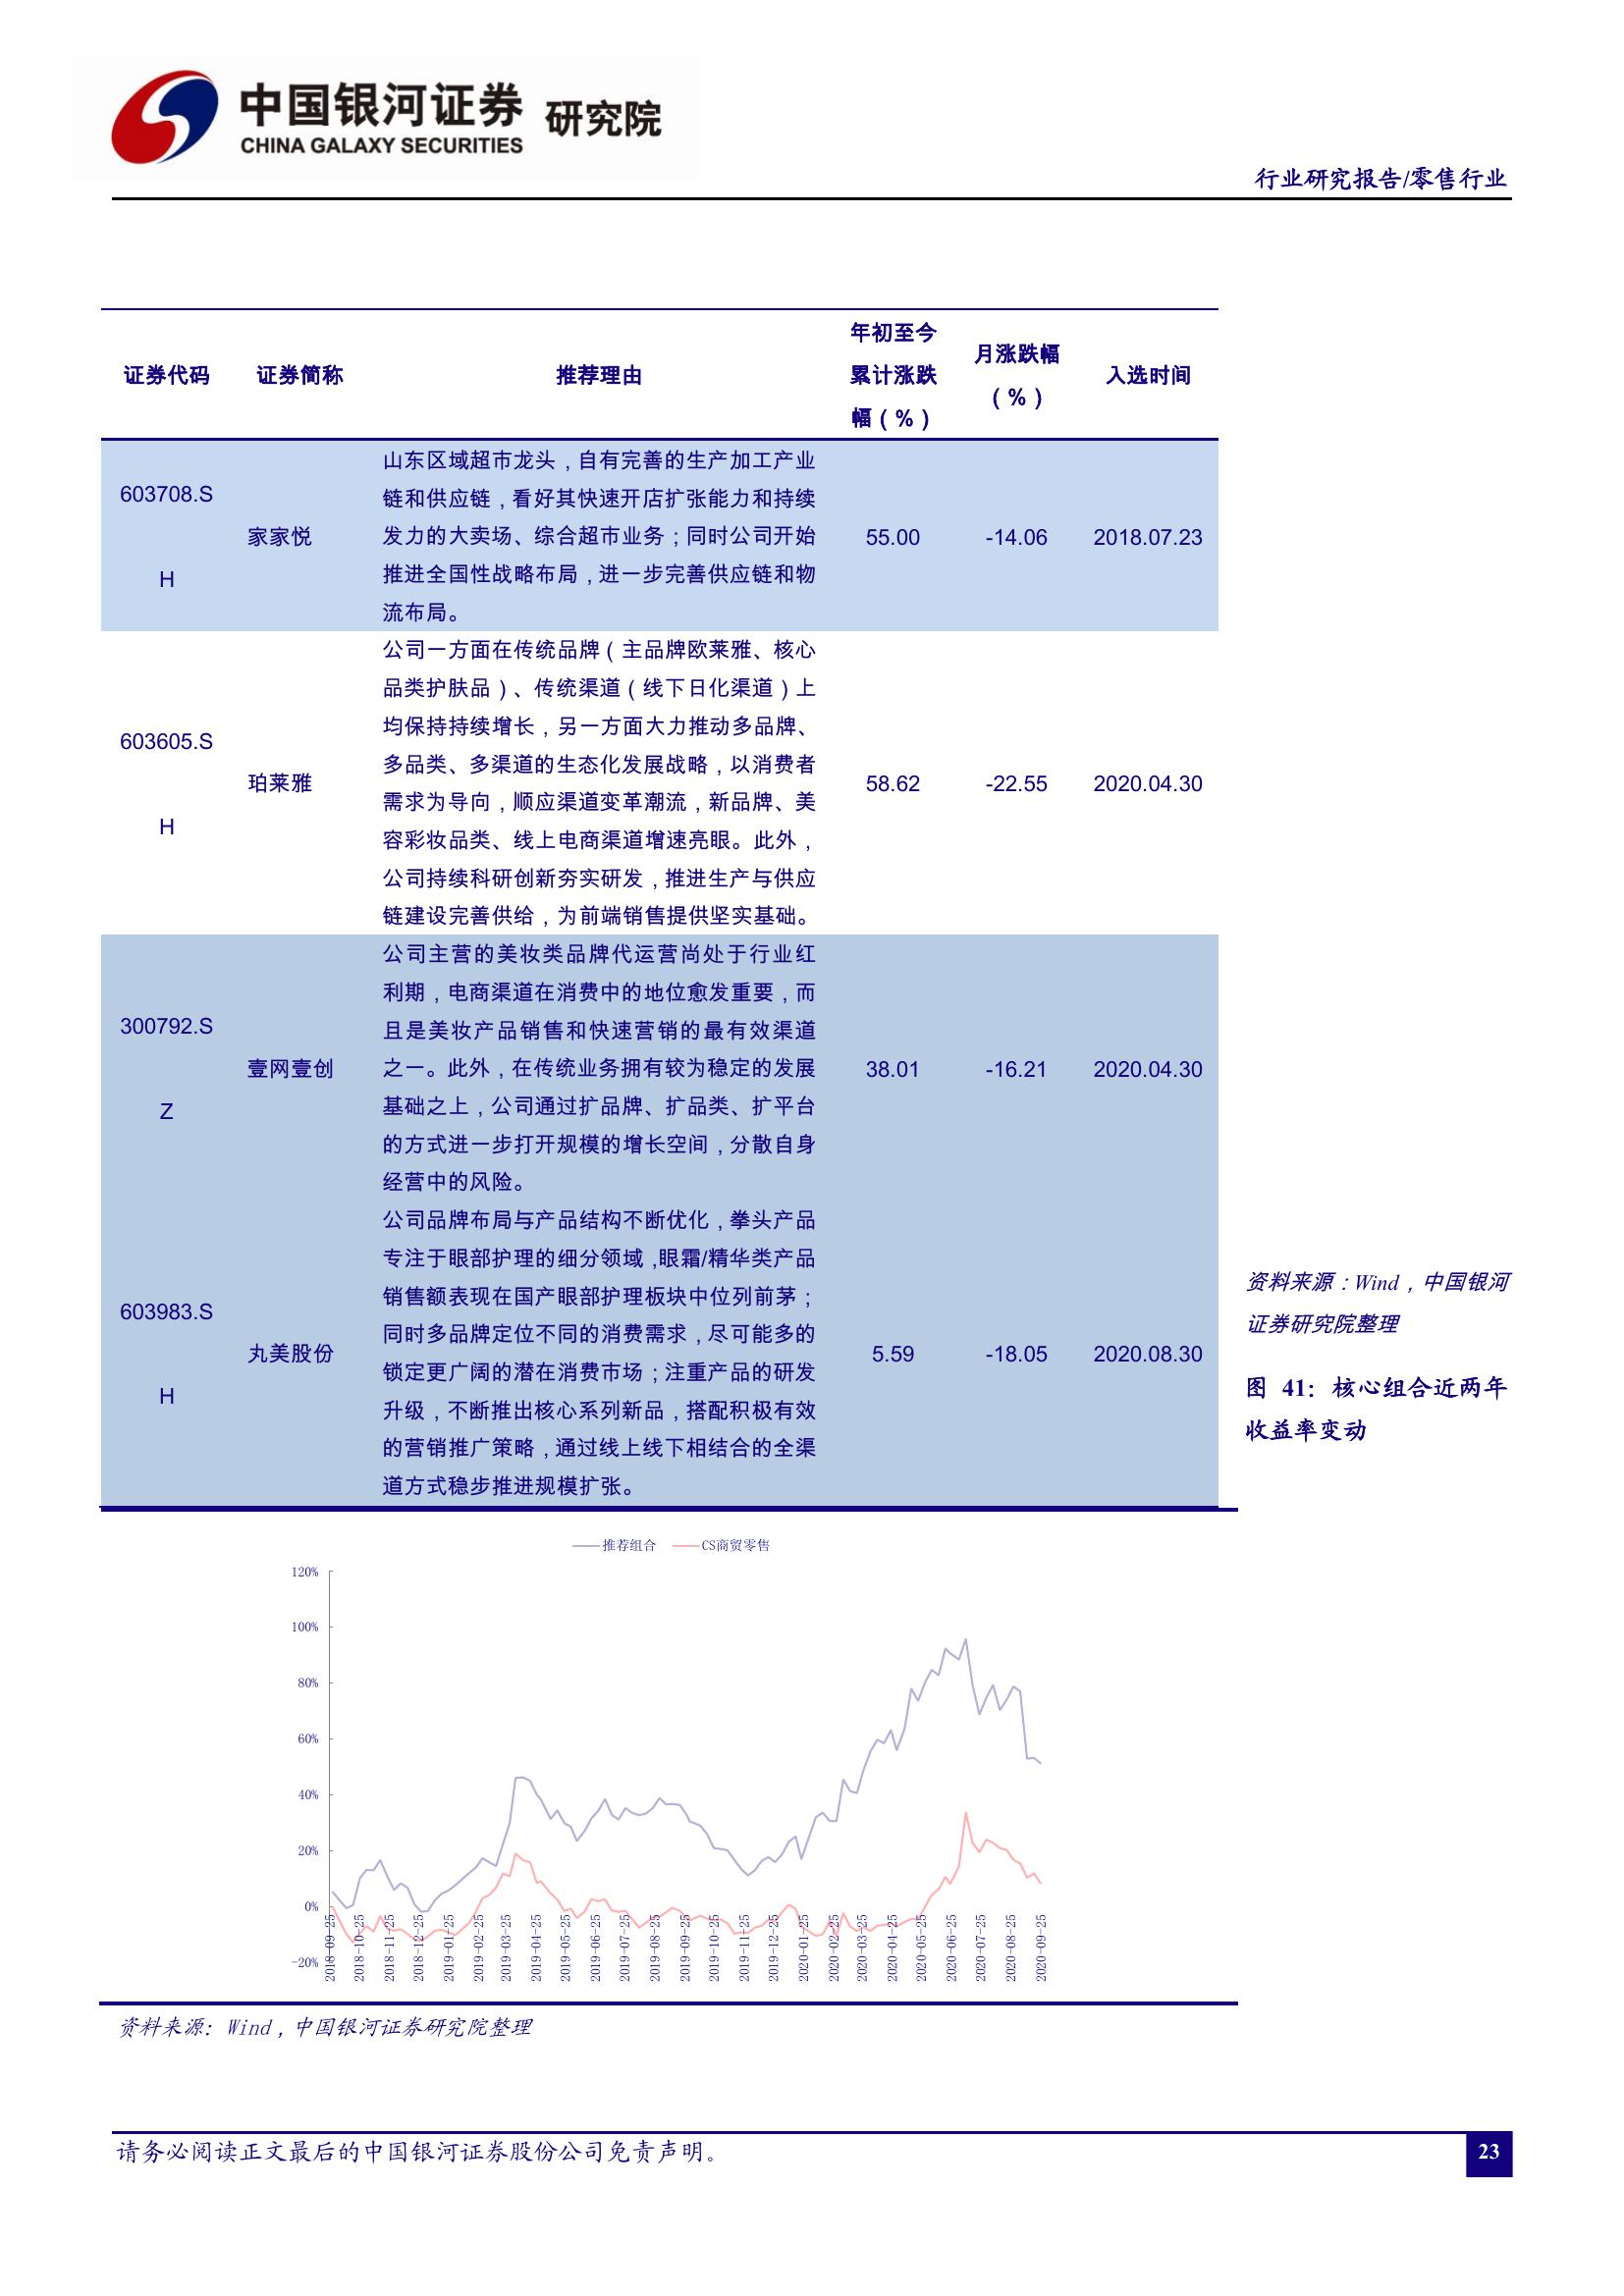 中国银河证券 研究院
CHINA GALAXY SECURITIES
行业研究报告/零售行业
证券代码 证券简称 推荐理由 年初至今累计涨跌幅(%) 月涨跌幅(%) 入选时间
603708.SH 家家悦 55.00 -14.06 2018.07.23
山东区域超市龙头，自有完善的生产加工产业
链和供应链，看好其快速开店扩张能力和持续
发力的大卖场、综合超市业务；同时公司开始
推进全国性战略布局，进一步完善供应链和物
流布局。
603605.SH 珀莱雅 58.62 -22.55 2020.04.30
公司一方面在传统品牌（主品牌欧莱雅、核心
品类护肤品）、传统渠道（线下日化渠道）上
均保持持续增长，另一方面大力推动多品牌、
多品类、多渠道的生态化发展战略，以消费者
需求为导向，顺应渠道变革潮流，新品牌、美
容彩妆品类、线上电商渠道增速亮眼。此外，
公司持续科研创新夯实研发，推进生产与供应
链建设完善供给，为前端销售提供坚实基础。
300792.SZ 壹网壹创 38.01 -16.21 2020.04.30
公司主营的美妆类品牌代运营尚处于行业红
利期，电商渠道在消费中的地位愈发重要，而
且是美妆产品销售和快速营销的最有效渠道
之一。此外，在传统业务拥有较为稳定的发展
基础之上，公司通过扩品牌、扩品类、扩平台
的方式进一步打开规模的增长空间，分散自身
经营中的风险。
603983.SH 丸美股份 5.59 -18.05 2020.08.30
公司品牌布局与产品结构不断优化，拳头产品
专注于眼部护理的细分领域，眼霜/精华类产品
销售额表现在国产眼部护理板块中位列前茅；
同时多品牌定位不同的消费需求，尽可能多的
锁定更广阔的潜在消费市场；注重产品的研发
升级，不断推出核心系列新品，搭配积极有效
的营销推广策略，通过线上线下相结合的全渠
道方式稳步推进规模扩张。
资料来源：Wind，中国银河
证券研究院整理
图 41：核心组合近两年
收益率变动
推荐组合 CS商贸零售
120%
100%
80%
60%
40%
20%
0%
-20%
2018-09-25
2018-10-25
2018-11-25
2018-12-25
2019-01-25
2019-02-25
2019-03-25
2019-04-25
2019-05-25
2019-06-25
2019-07-25
2019-08-25
2019-09-25
2019-10-25
2019-11-25
2019-12-25
2020-01-25
2020-02-25
2020-03-25
2020-04-25
2020-05-25
2020-06-25
2020-07-25
2020-08-25
2020-09-25
资料来源：Wind，中国银河证券研究院整理
请务必阅读正文最后的中国银河证券股份公司免责声明。
23